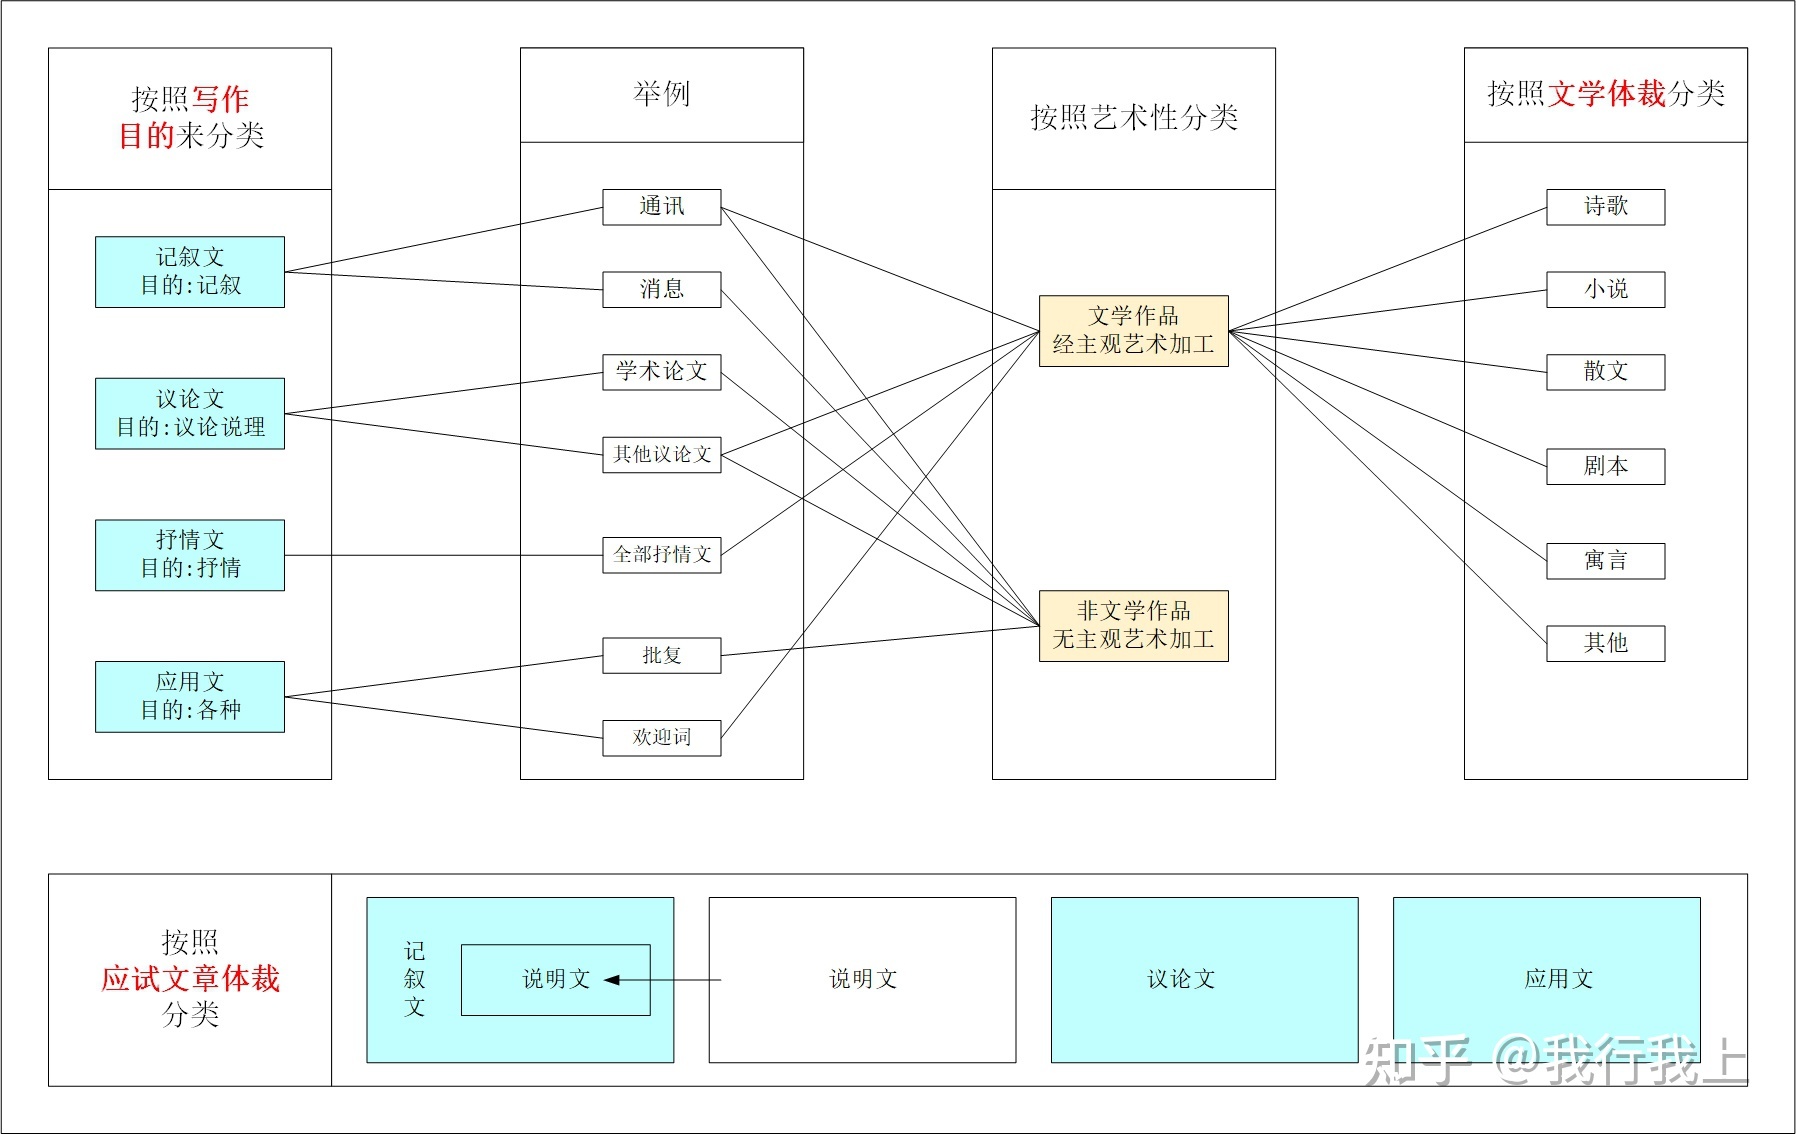 按照写作
目的来分类
记叙文
目的:记叙
议论文
目的:议论说理
抒情文
目的:抒情
应用文
目的:各种
举例
通讯
消息
学术论文
其他议论文
全部抒情文
批复
欢迎词
按照艺术性分类
文学作品
经主观艺术加工
非文学作品
无主观艺术加工
按照文学体裁分类
诗歌
小说
散文
剧本
寓言
其他
按照
应试文章体裁
分类
记
叙
文
说明文
说明文
议论文
应用文
知乎 @我行我上